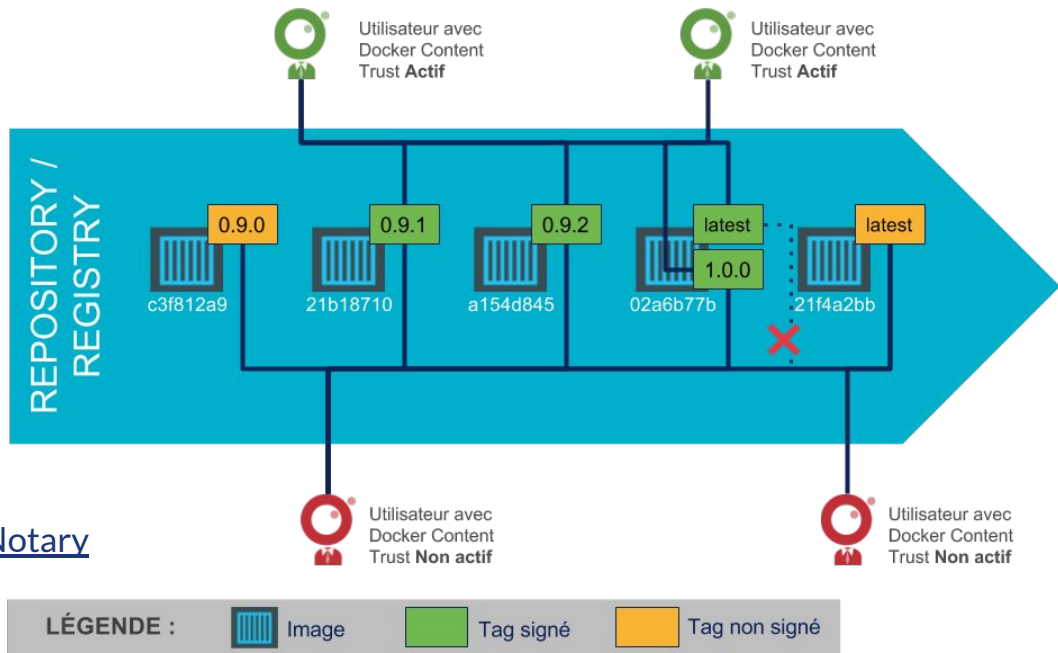 Utilisateur avec
Docker Content
Trust Actif
Utilisateur avec
Docker Content
Trust Actif
REPOSITORY /
REGISTRY
0.9.0
0.9.1
0.9.2
latest
latest
1.0.0
c3f812a9
21b18710
a154d845
02a6b77b
21f4a2bb
Utilisateur avec
Docker Content
Trust Non actif
Utilisateur avec
Docker Content
Trust Non actif
Notary
LÉGENDE :
Image
Tag signé
Tag non signé